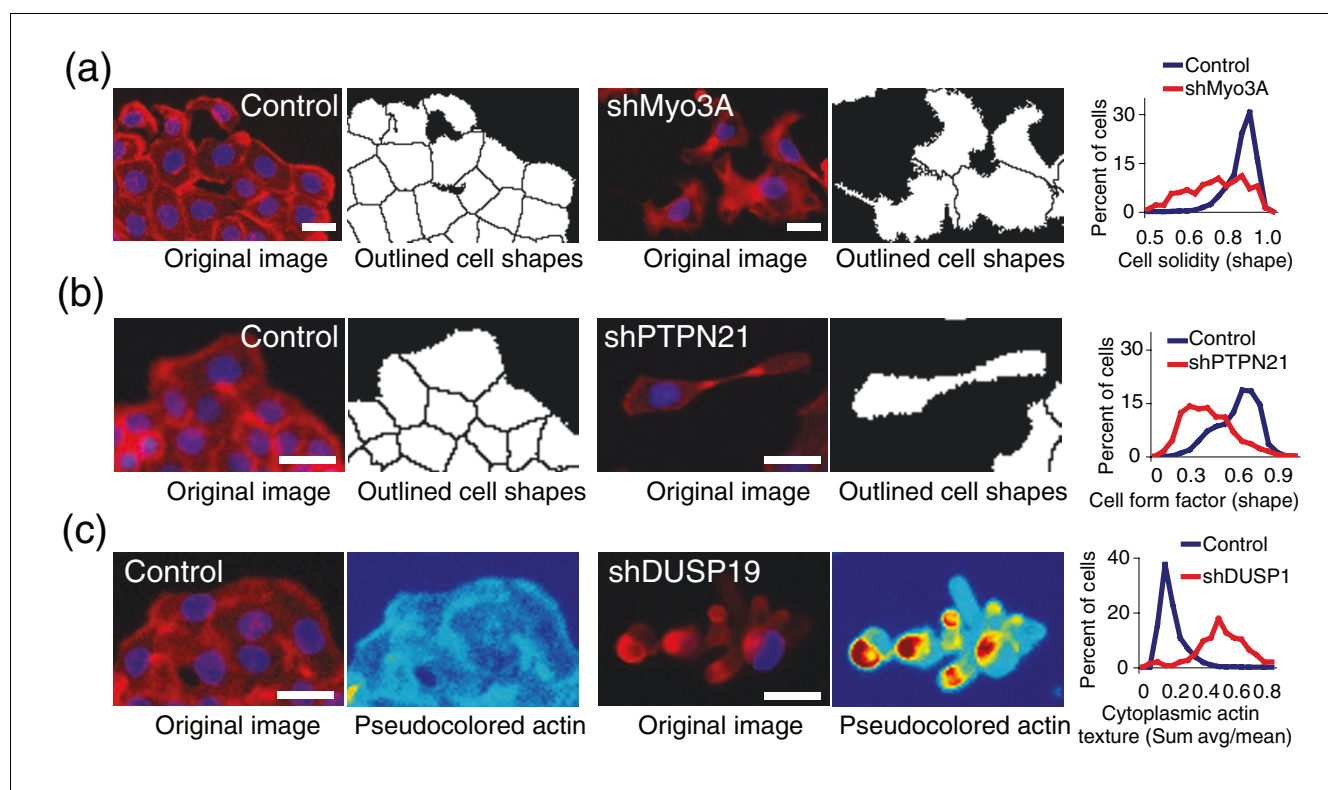 (a)
Control
Original image
Outlined cell shapes
shMyo3A
Original image
Outlined cell shapes
Control
shMyo3A
Percent of cells
30
15
0
0.5 0.6 0.8 1.0
Cell solidity (shape)
(b)
Control
Original image
Outlined cell shapes
shPTPN21
Original image
Outlined cell shapes
Control
shPTPN21
Percent of cells
30
15
0
0 0.3 0.6 0.9
Cell form factor (shape)
(c)
Control
Original image
Pseudocolored actin
shDUSP19
Original image
Pseudocolored actin
Control
shDUSP1
Percent of cells
40
20
0
0 0.20 0.4 0.6 0.8
Cytoplasmic actin
texture (Sum avg/mean)